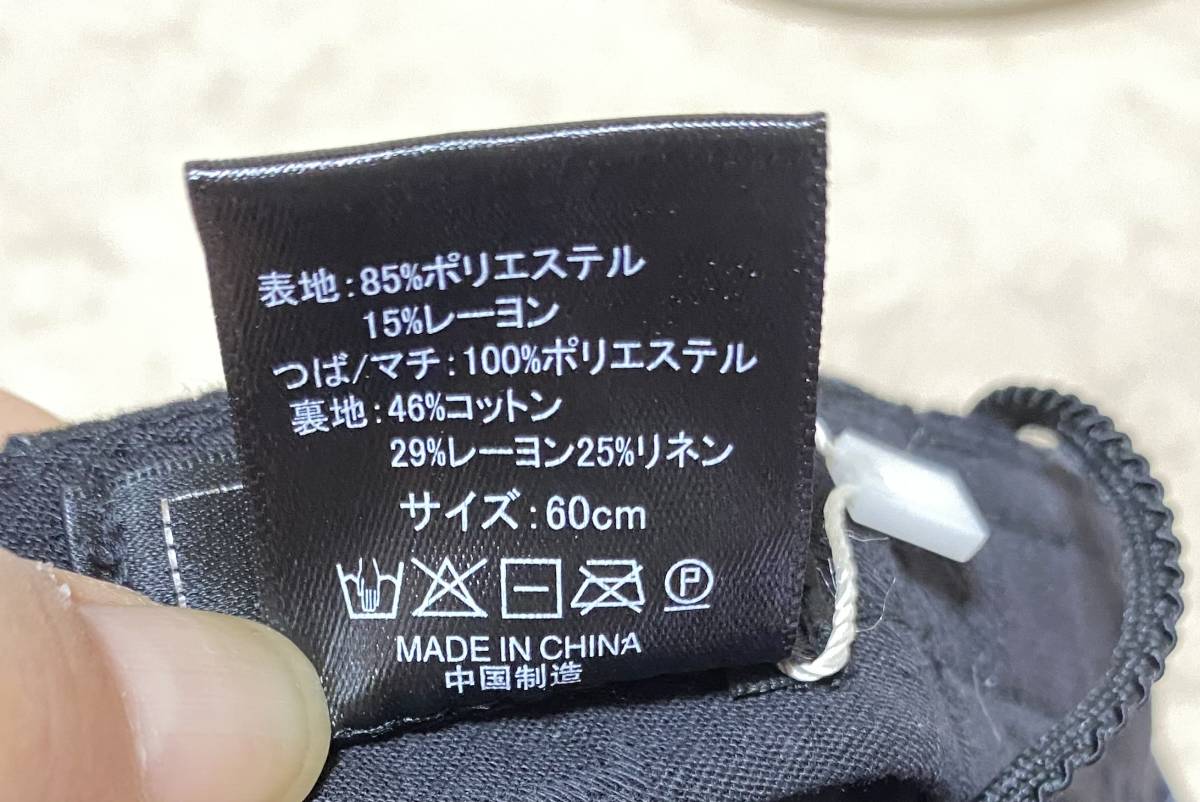 表地:85%ポリエステル
15%レーヨン
つば/マチ:100%ポリエステル
裏地:46%コットン
29%レーヨン25%リネン
サイズ:60cm
P
MADE IN CHINA
中国制造